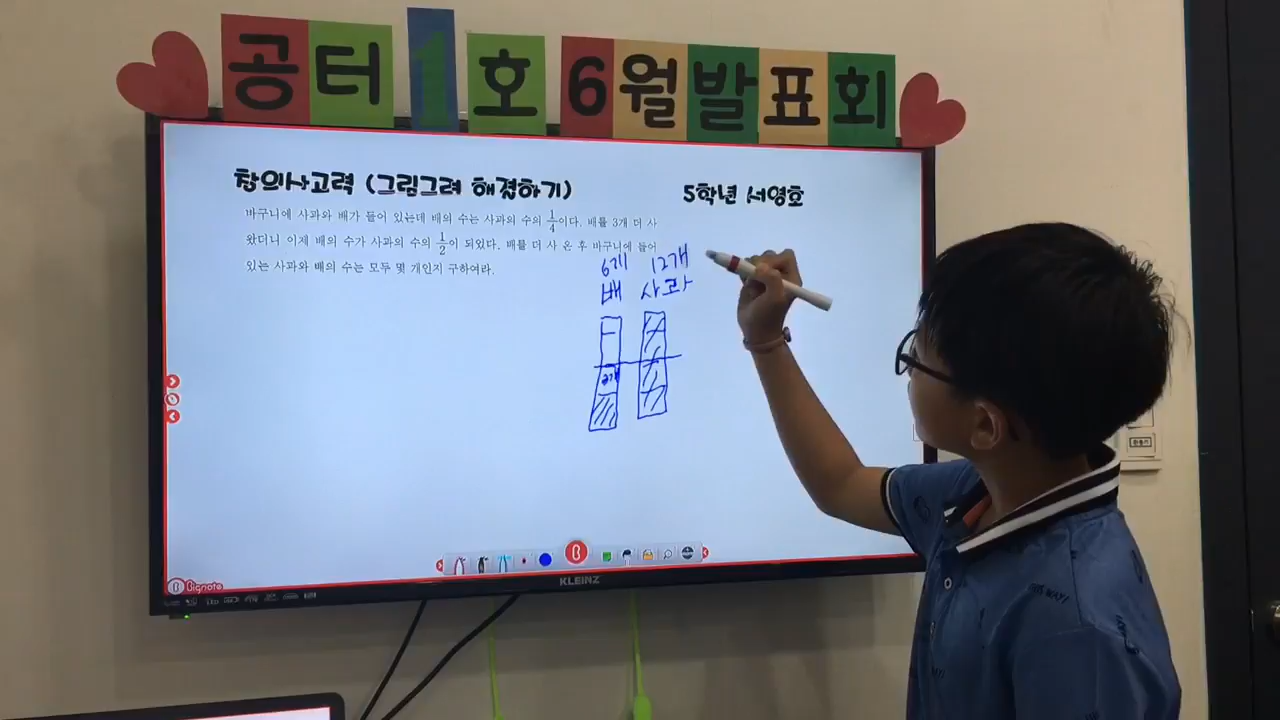 공터1호 6월발표회
창의사고력 (그림그려 해결하기)
5학년 서영호
바구니에 사과와 배가 들어 있는데 배의 수는 사과의 수의 1/4이다. 배를 3개 더 사
왔더니 이제 배의 수가 사과의 수의 1/2이 되었다. 배를 더 사 온 후 바구니에 들어
있는 사과와 배의 수는 모두 몇 개인지 구하여라.
6개 12개
배 사과
Bignote
KLEINZ